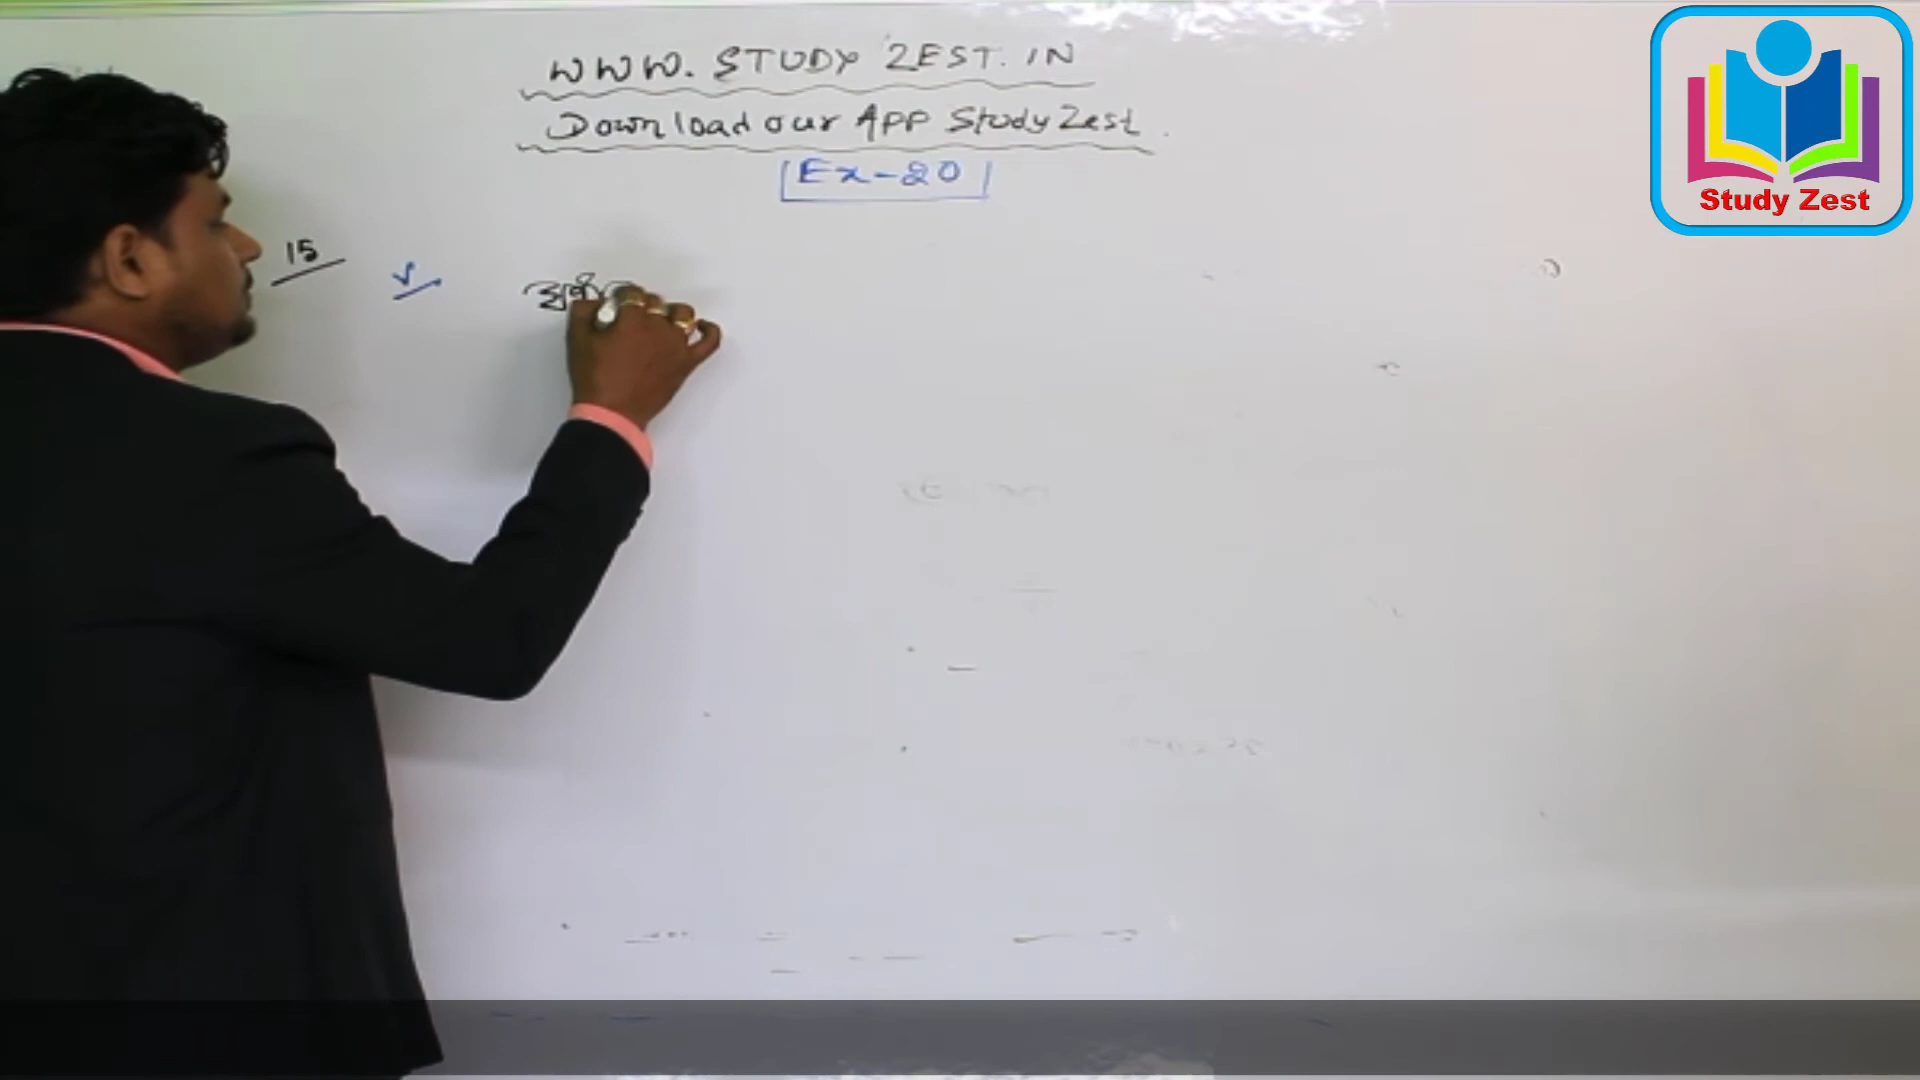 WWW. STUDY ZEST. IN
Download our APP Study Zest.
Ex-20
15
Study Zest